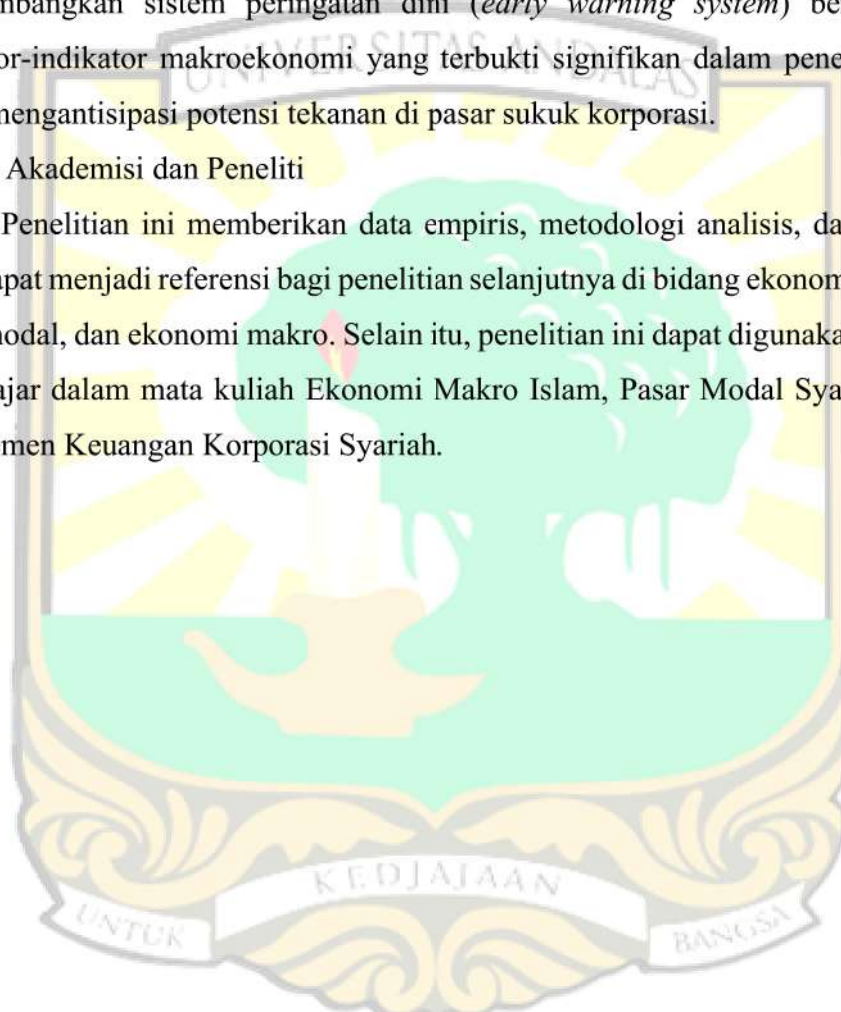 mbangkan sistem peringatan dini (early warning system) be
or-indikator makroekonomi yang terbukti signifikan dalam pene
mengantisipasi potensi tekanan di pasar sukuk korporasi.
Akademisi dan Peneliti
Penelitian ini memberikan data empiris, metodologi analisis, da
apat menjadi referensi bagi penelitian selanjutnya di bidang ekonom
nodal, dan ekonomi makro. Selain itu, penelitian ini dapat digunaka
ajar dalam mata kuliah Ekonomi Makro Islam, Pasar Modal Sya
emen Keuangan Korporasi Syariah.
UNIVERSITAS ANDALAS
KEDJAJAAN
UNTUK
BANGSA